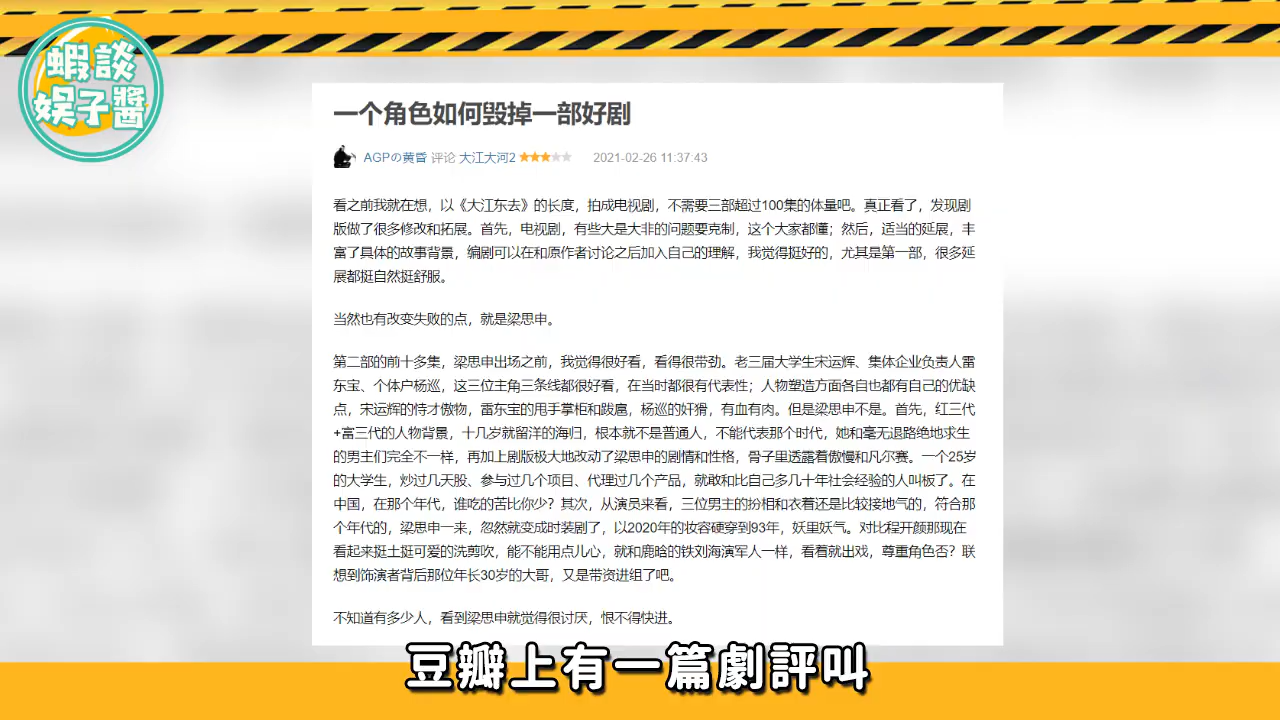 蝦談
娛子醬
一个角色如何毁掉一部好剧
AGPの黄昏 评论 大江大河2 2021-02-26 11:37:43
看之前我就在想，以《大江东去》的长度，拍成电视剧，不需要三部超过100集的体量吧。真正看了，发现剧
版做了很多修改和拓展。首先，电视剧，有些大是大非的问题要克制，这个大家都懂；然后，适当的延展，丰
富了具体的故事背景，编剧可以在和原作者讨论之后加入自己的理解，我觉得挺好的，尤其是第一部，很多延
展都挺自然挺舒服。
当然也有改变失败的点，就是梁思申。
第二部的前十多集，梁思申出场之前，我觉得很好看，看得很带劲。老三届大学生宋运辉、集体企业负责人雷
东宝、个体户杨巡，这三位主角三条线都很好看，在当时都很有代表性；人物塑造方面各自也都有自己的优缺
点，宋运辉的恃才傲物，雷东宝的甩手掌柜和跋扈，杨巡的奸猾，有血有肉。但是梁思申不是。首先，红三代
+富三代的人物背景，十几岁就留洋的海归，根本就不是普通人，不能代表那个时代，她和毫无退路绝地求生
的男主们完全不一样，再加上剧版极大地改动了梁思申的剧情和性格，骨子里透露着傲慢和凡尔赛。一个25岁
的大学生，炒过几天股、参与过几个项目、代理过几个产品，就敢和比自己多几十年社会经验的人叫板了。在
中国，在那个年代，谁吃的苦比你少？其次，从演员来看，三位男主的扮相和衣着还是比较接地气的，符合那
个年代的，梁思申一来，忽然就变成时装剧了，以2020年的妆容硬穿到93年，妖里妖气。对比程开颜那现在
看起来挺土挺可爱的洗剪吹，能不能用点儿心，就和鹿晗的铁刘海演军人一样，看着就出戏，尊重角色否？联
想到饰演者背后那位年长30岁的大哥，又是带资进组了吧。
不知道有多少人，看到梁思申就觉得很讨厌，恨不得快进。
豆瓣上有一篇劇評叫